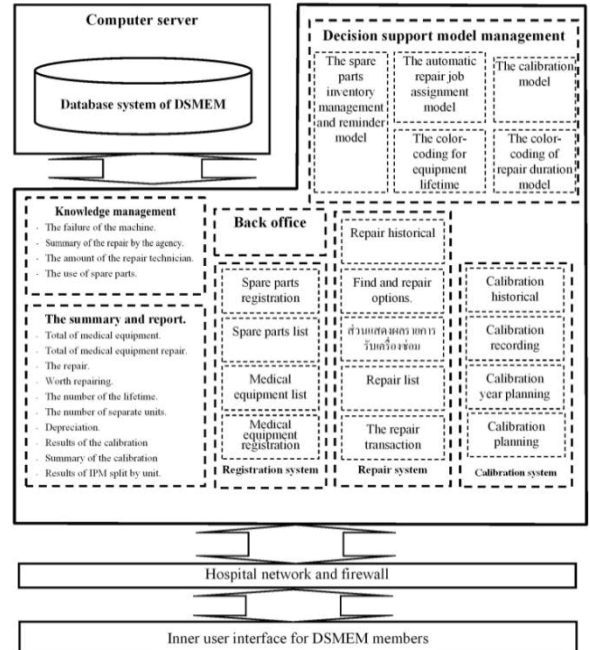 Computer server
Database system of DSMEM
Decision support model management
The spare
parts
inventory
management
and reminder
model
The automatic
repair job
assignment
model
The calibration
model
The color-
coding for
equipment
lifetime
The color-
coding of
repair duration
model
Knowledge management
- The failure of the machine.
- Summary of the repair by the agency.
- The amount of the repair technician.
- The use of spare parts.
The summary and report.
- Total of medical equipment.
- Total of medical equipment repair.
- The repair.
- Worth repairing.
- The number of the lifetime.
- The number of separate units.
- Depreciation.
- Results of the calibration
- Summary of the calibration
- Results of IPM split by unit.
Back office
Spare parts
registration
Spare parts list
Medical
equipment list
Medical
equipment
registration
Registration system
Repair historical
Find and repair
options.
ส่วนแสดงผลรายการ
รับเครื่องซ่อม
Repair list
The repair
transaction
Repair system
Calibration
historical
Calibration
recording
Calibration
year planning
Calibration
planning
Calibration system
Hospital network and firewall
Inner user interface for DSMEM members